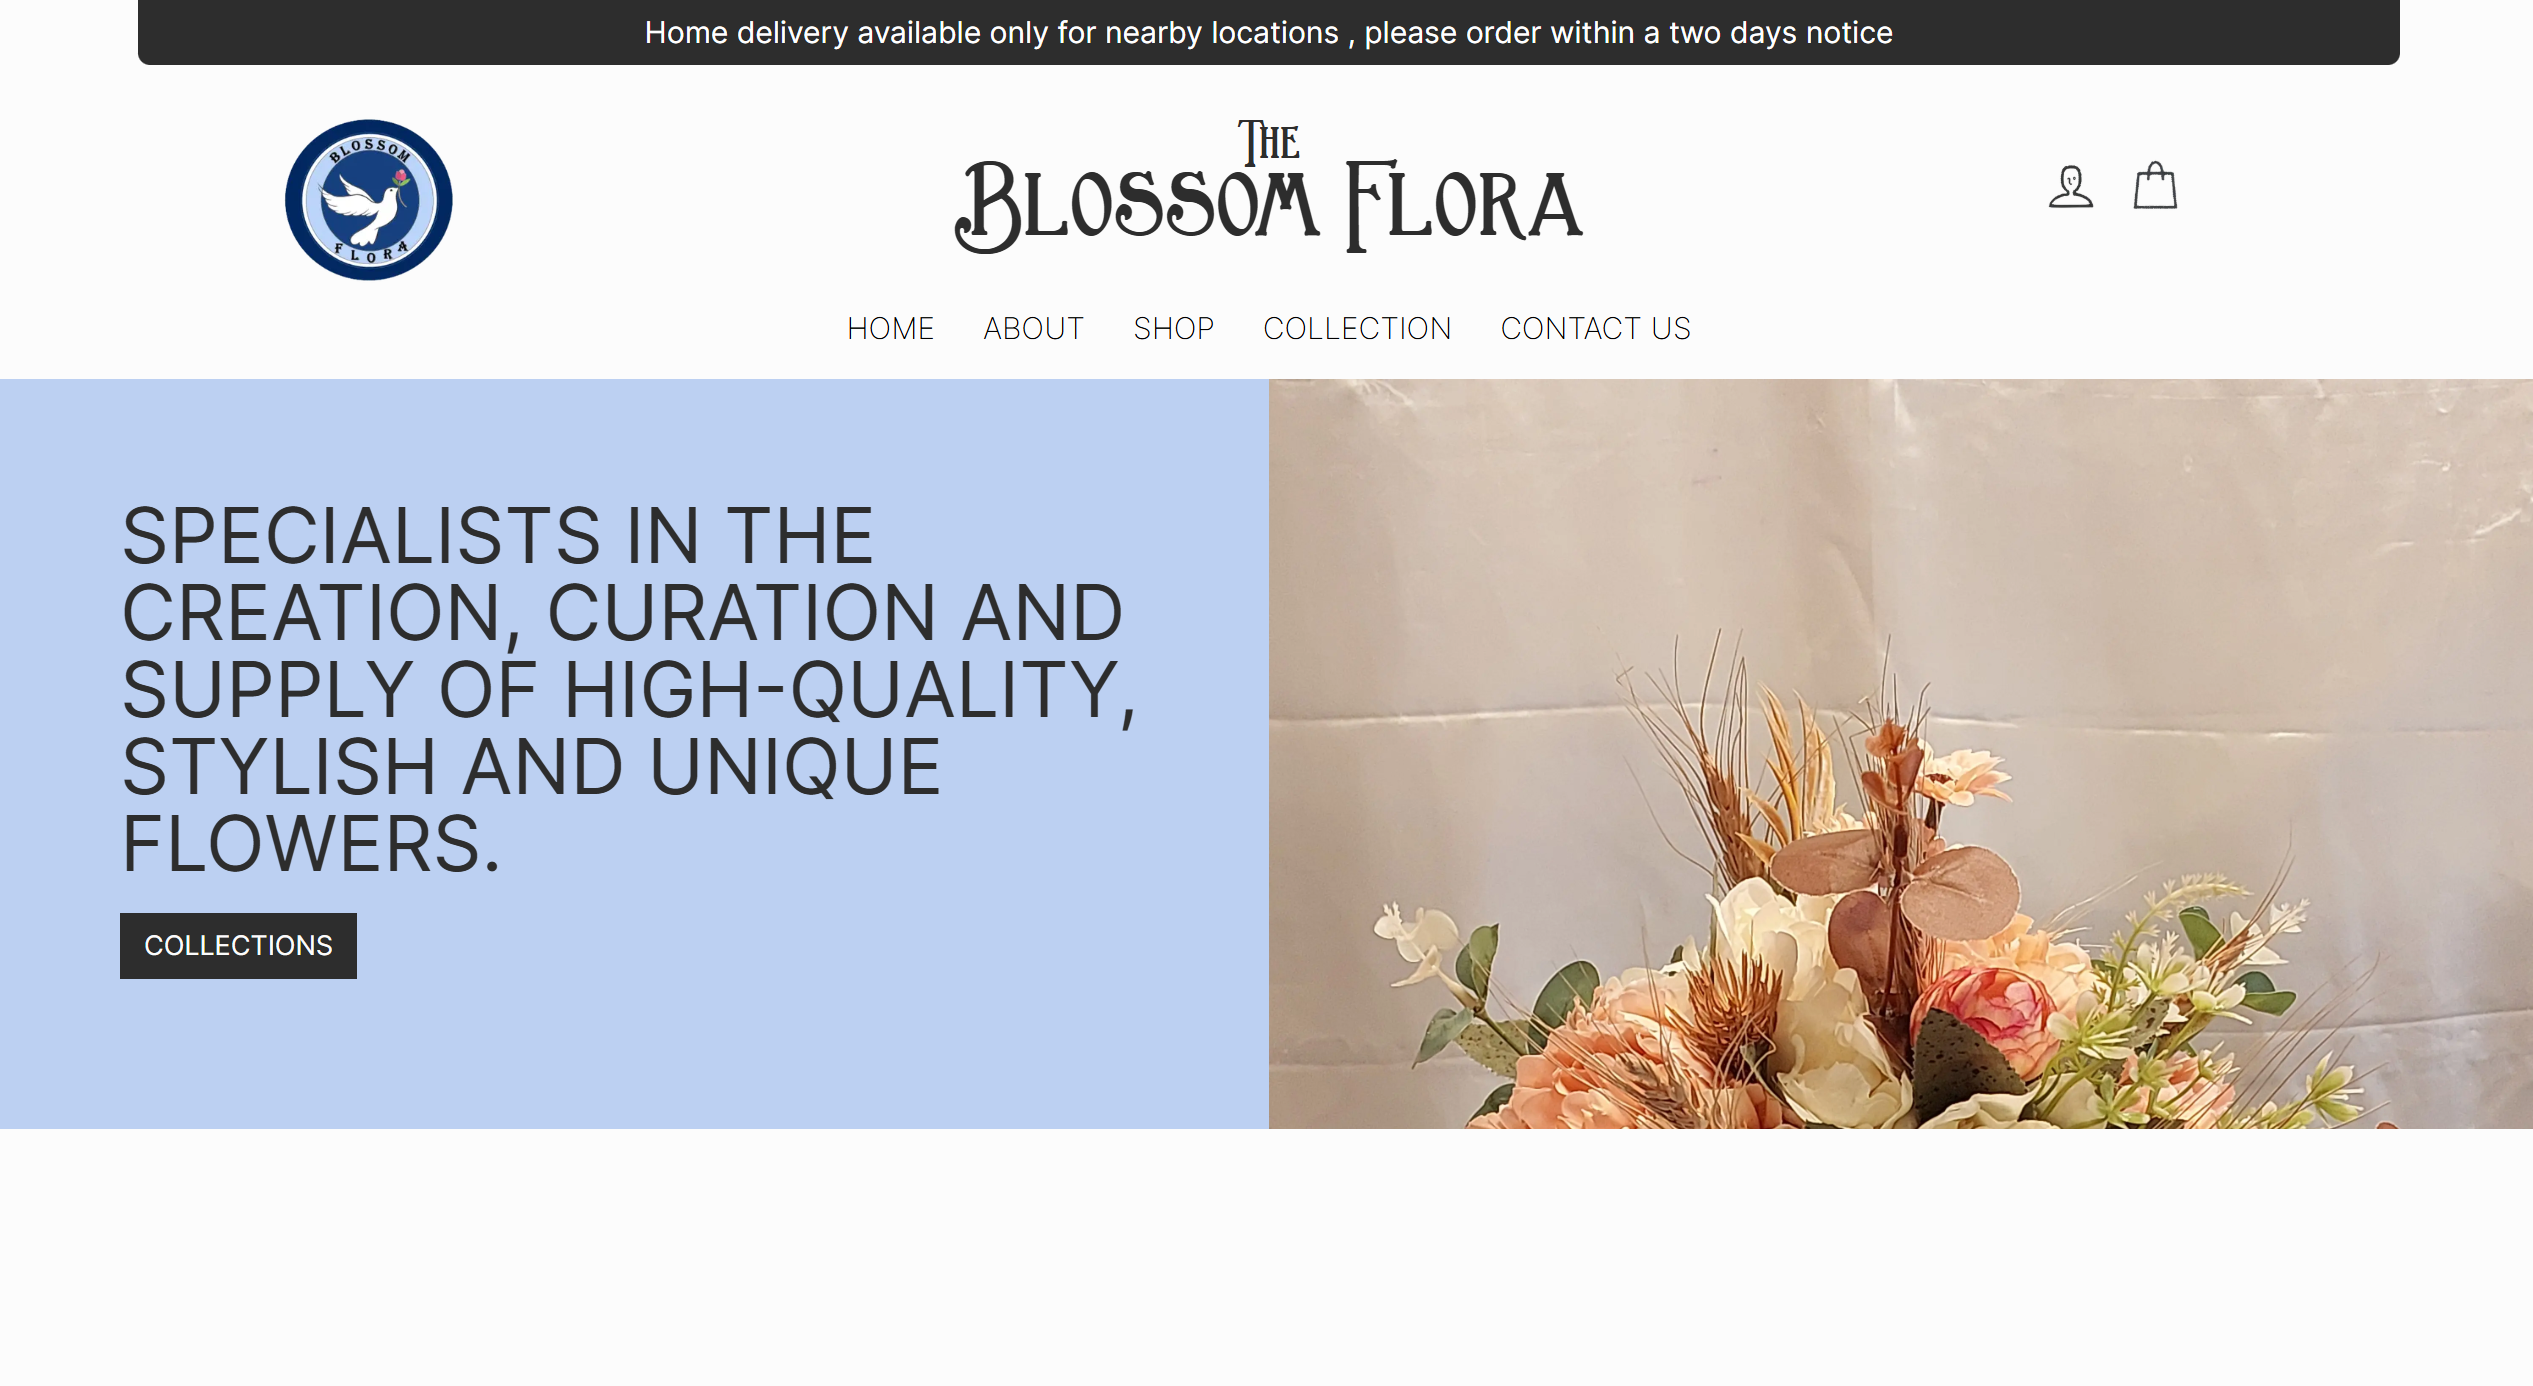 Home delivery available only for nearby locations , please order within a two days notice
BLOSSOM
FLORA
THE
BLOSSOM FLORA
HOME ABOUT SHOP COLLECTION CONTACT US
SPECIALISTS IN THE
CREATION, CURATION AND
SUPPLY OF HIGH-QUALITY,
STYLISH AND UNIQUE
FLOWERS.
COLLECTIONS